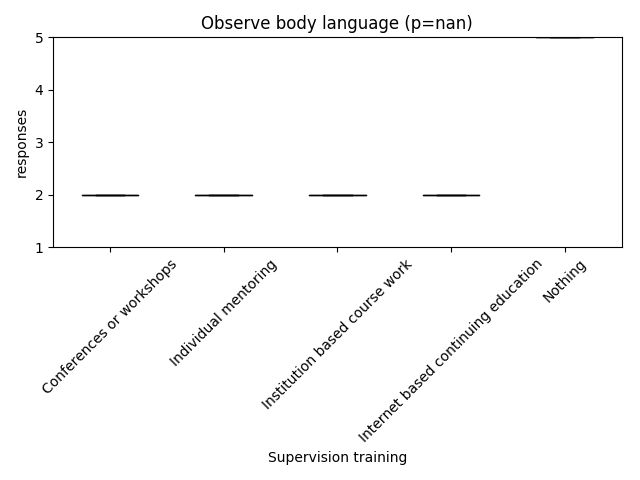 Observe body language (p=nan)
responses
5
4
3
2
1
Conferences or workshops
Individual mentoring
Institution based course work
Internet based continuing education
Nothing
Supervision training